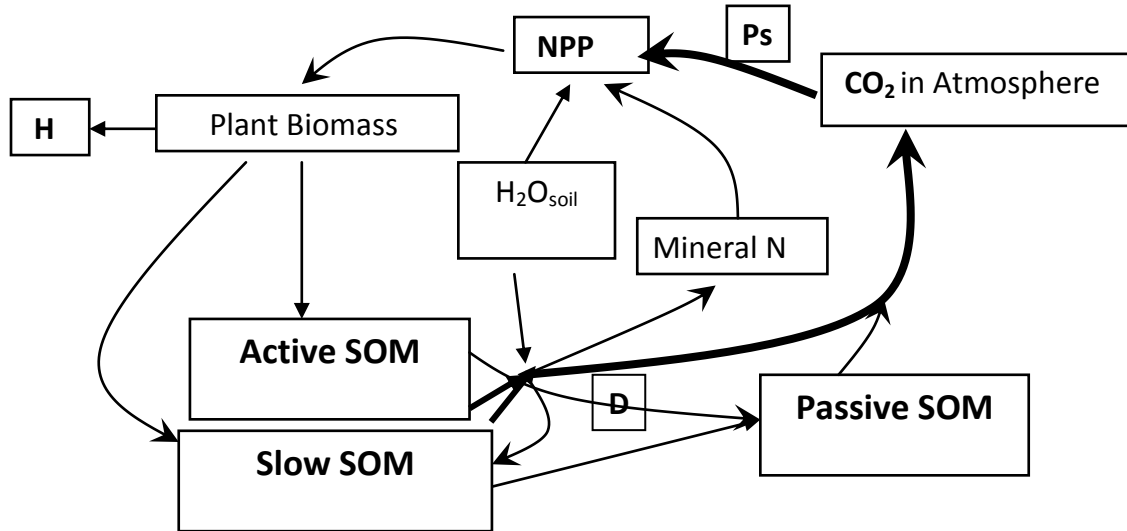 Ps
NPP
CO₂ in Atmosphere
H
Plant Biomass
H₂Osoil
Mineral N
Active SOM
D
Passive SOM
Slow SOM